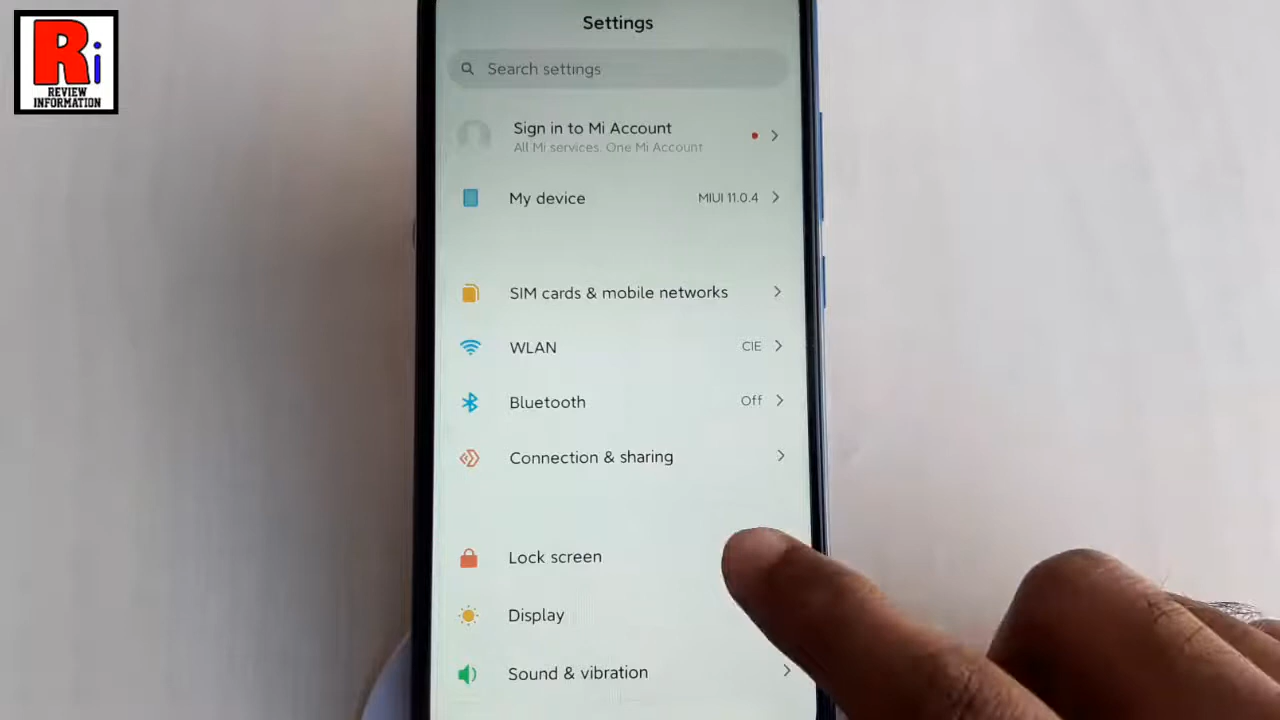 Ri
REVIEW
INFORMATION
Settings
Search settings
Sign in to Mi Account
All Mi services. One Mi Account
My device MIUI 11.0.4
SIM cards & mobile networks
WLAN CIE
Bluetooth Off
Connection & sharing
Lock screen
Display
Sound & vibration